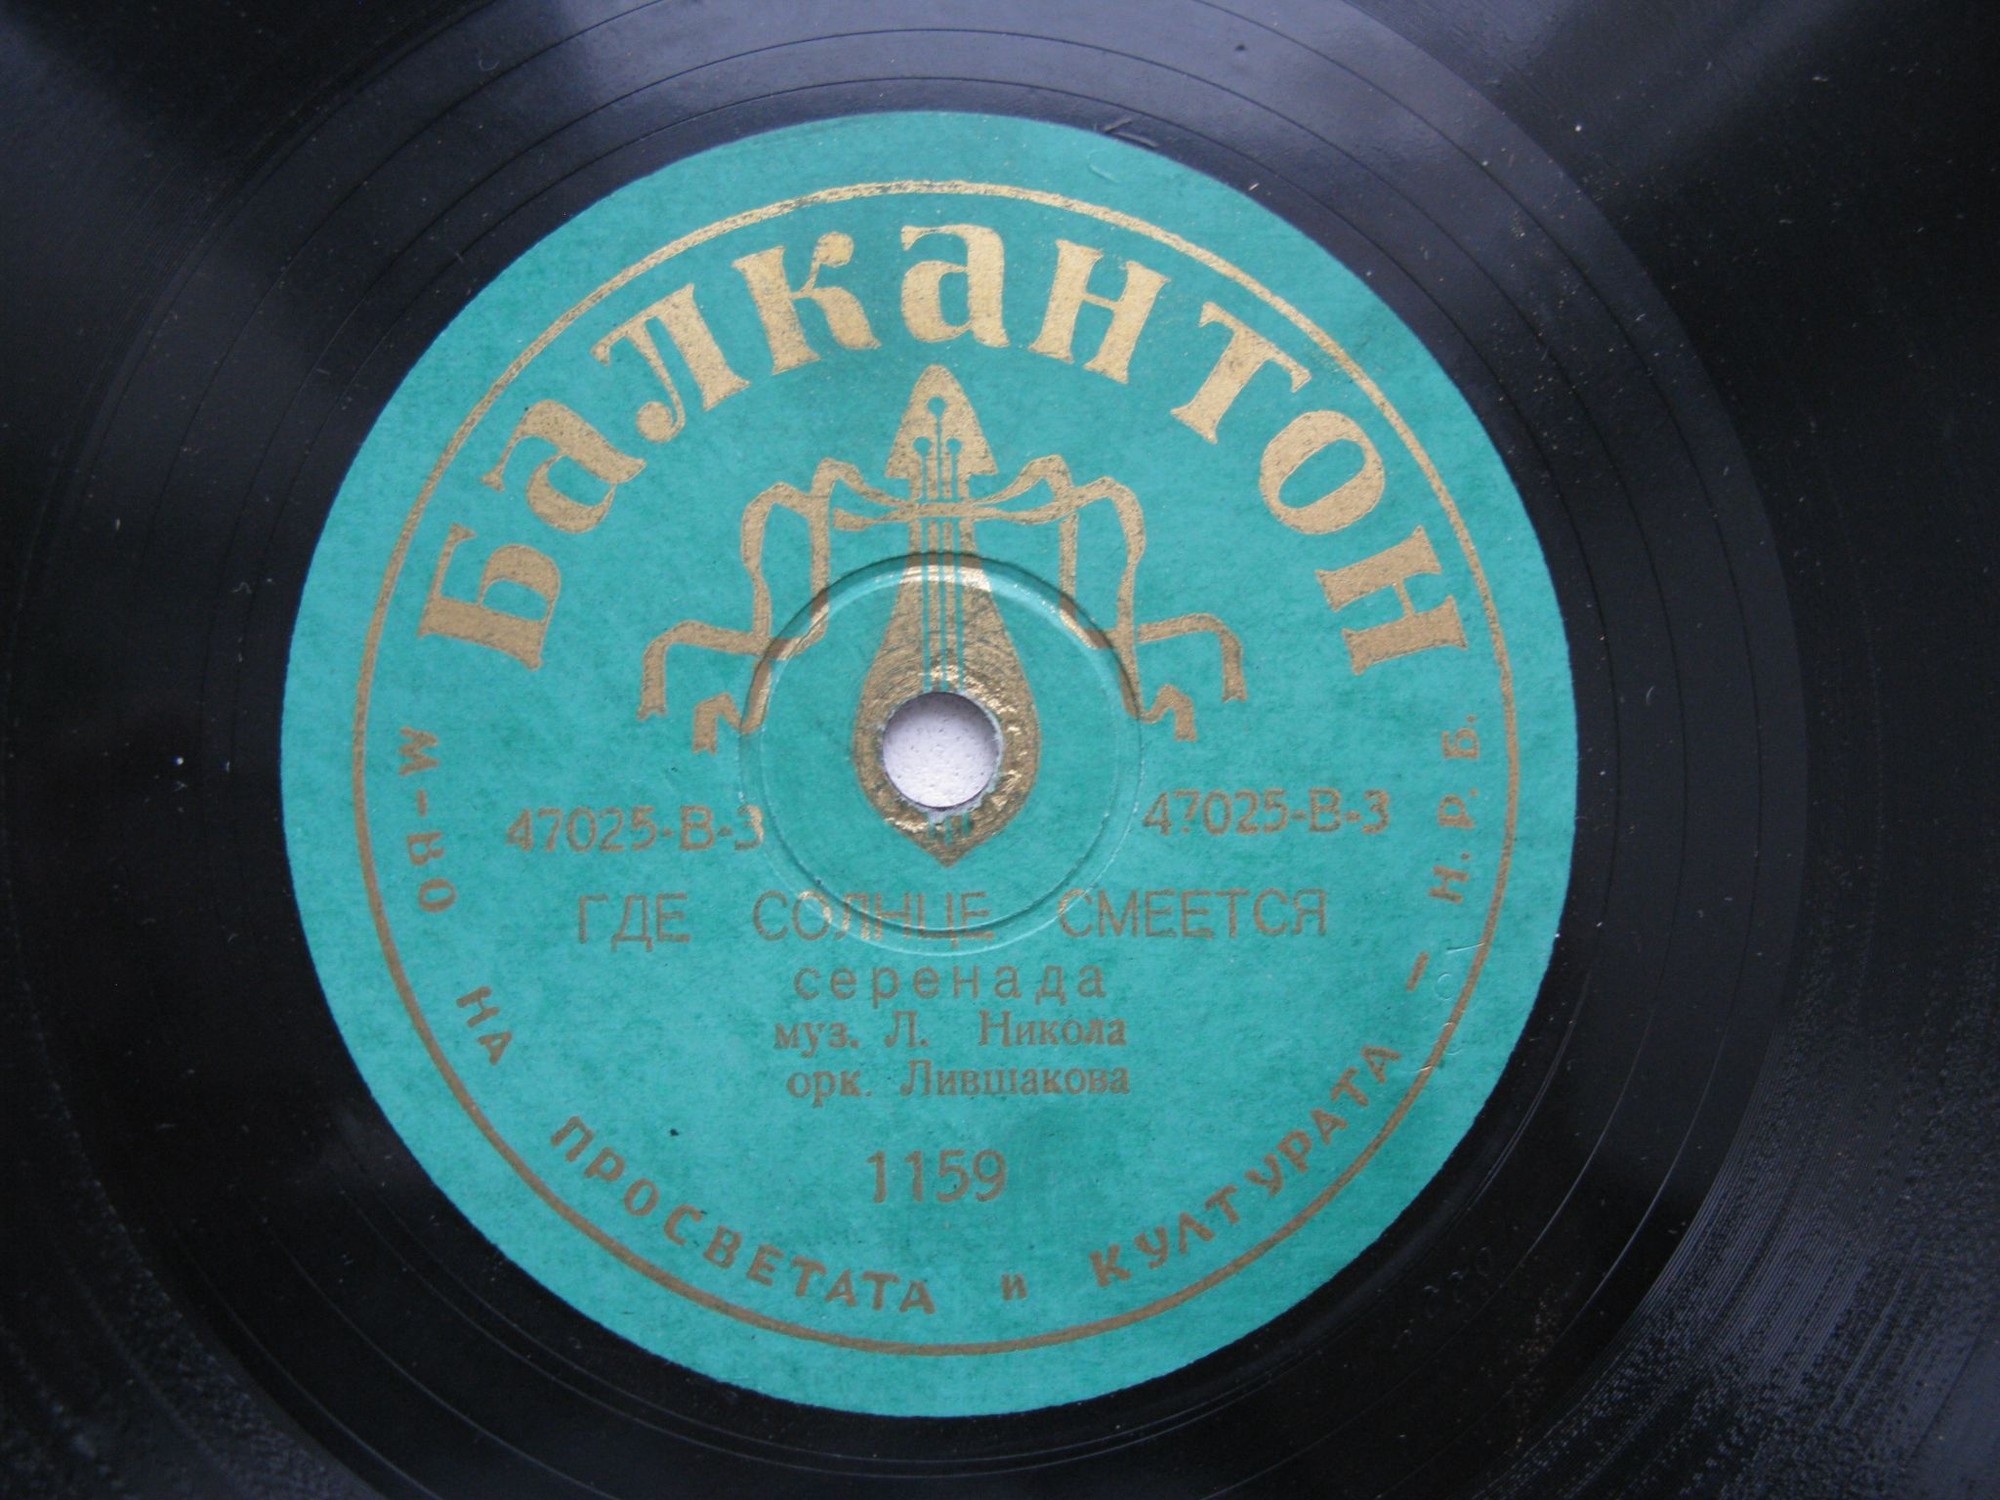 Балкантон
47025-В-3 47025-В-3
ГДЕ СОЛНЦЕ СМЕЕТСЯ
серенада
муз. Л. Никола
орк. Лившакова
1159
М-ВО НА ПРОСВЕТАТА и КУЛТУРАТА – Н.Р.Б.